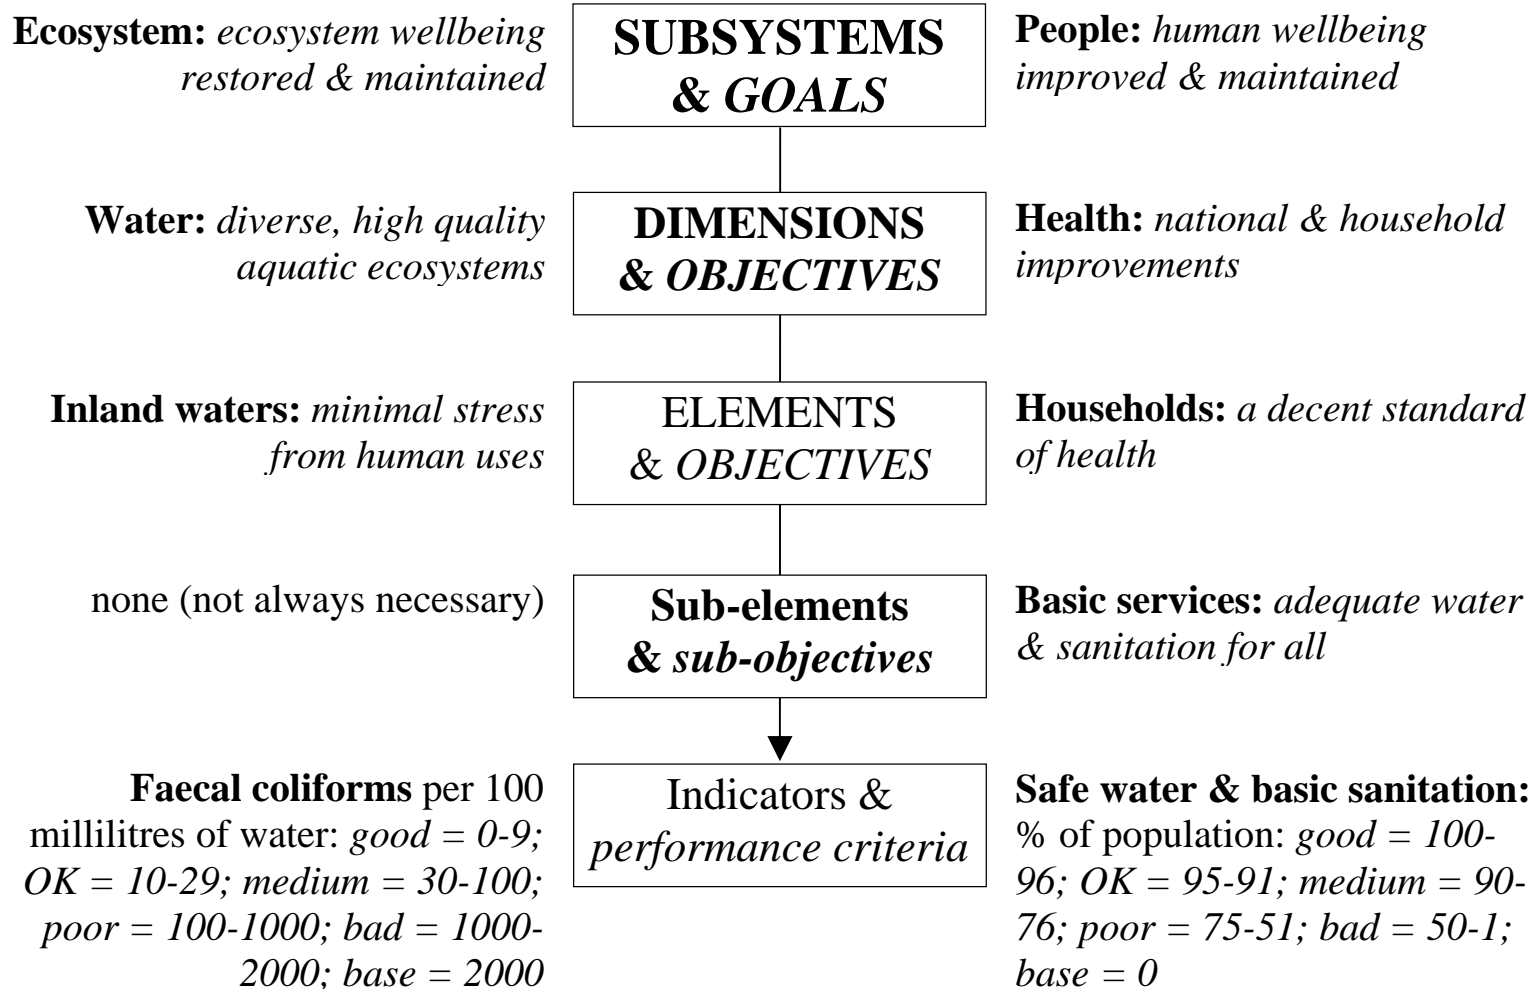 Ecosystem: ecosystem wellbeing
restored & maintained
SUBSYSTEMS
& GOALS
People: human wellbeing
improved & maintained
Water: diverse, high quality
aquatic ecosystems
DIMENSIONS
& OBJECTIVES
Health: national & household
improvements
Inland waters: minimal stress
from human uses
ELEMENTS
& OBJECTIVES
Households: a decent standard
of health
none (not always necessary)
Sub-elements
& sub-objectives
Basic services: adequate water
& sanitation for all
Faecal coliforms per 100
millilitres of water: good = 0-9;
OK = 10-29; medium = 30-100;
poor = 100-1000; bad = 1000-
2000; base = 2000
Indicators &
performance criteria
Safe water & basic sanitation:
% of population: good = 100-
96; OK = 95-91; medium = 90-
76; poor = 75-51; bad = 50-1;
base = 0